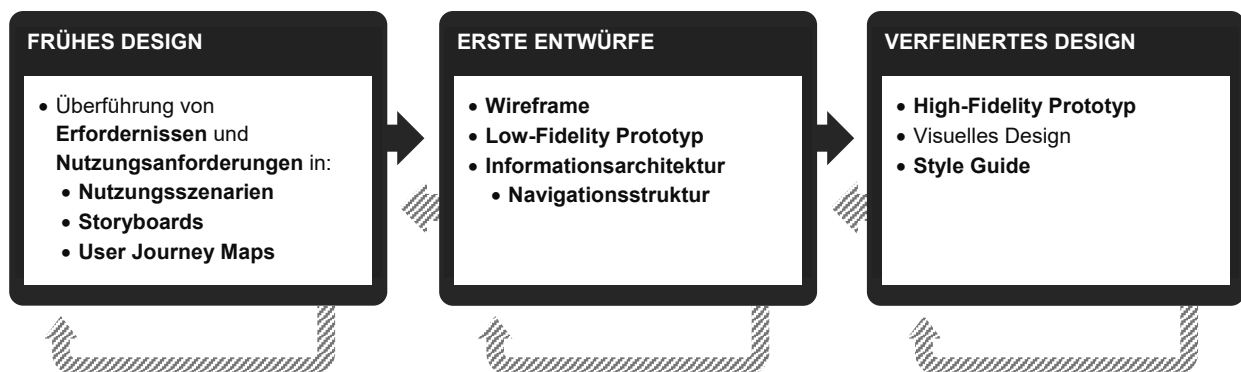 FRÜHES DESIGN
• Überführung von
Erfordernissen und
Nutzungsanforderungen in:
• Nutzungsszenarien
• Storyboards
• User Journey Maps
ERSTE ENTWÜRFE
• Wireframe
• Low-Fidelity Prototyp
• Informationsarchitektur
• Navigationsstruktur
VERFEINERTES DESIGN
• High-Fidelity Prototyp
• Visuelles Design
• Style Guide